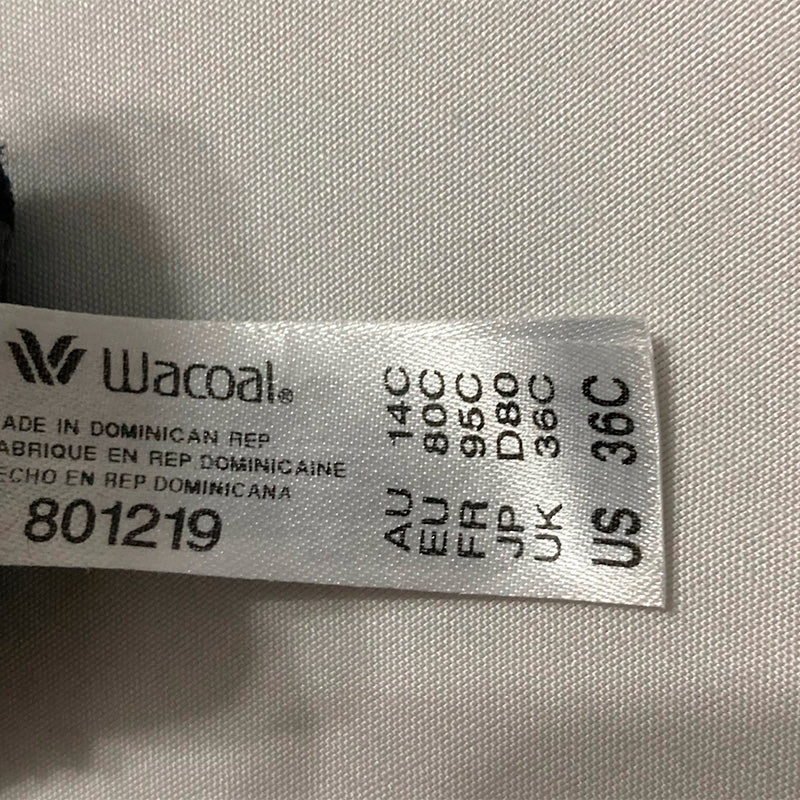 Wacoal®
ADE IN DOMINICAN REP
ABRIQUE EN REP DOMINICAINE
ECHO EN REP DOMINICANA
801219
AU 14C
EU 80C
FR 95C
JP D80
UK 36C
US 36C